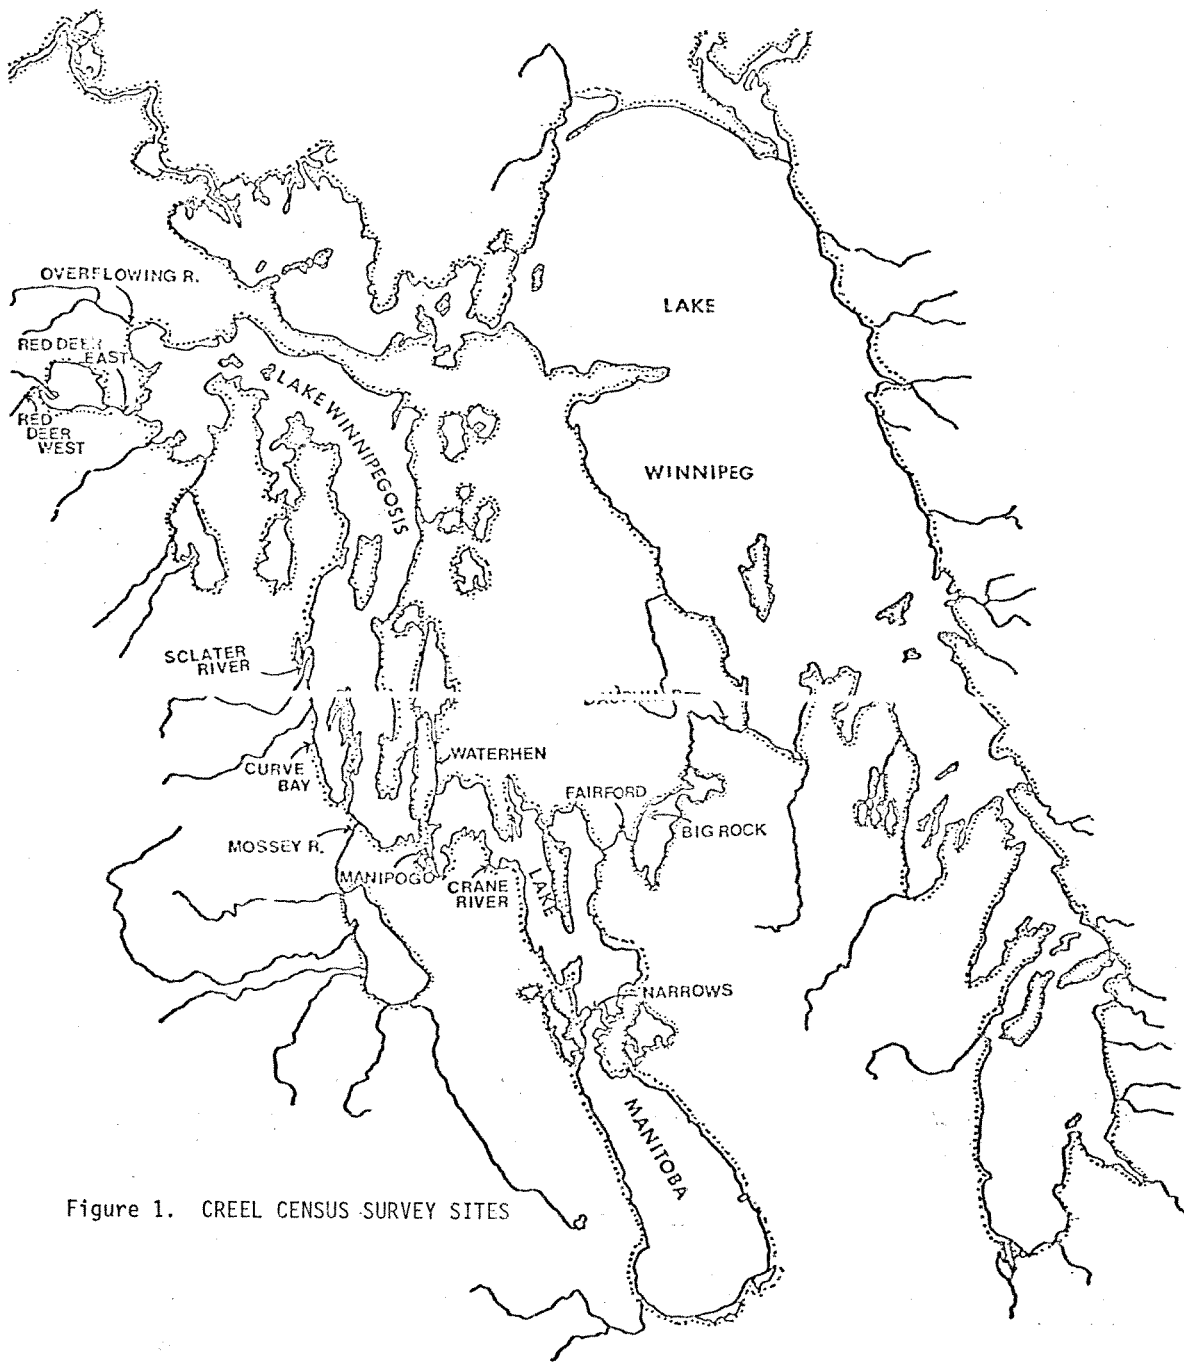 OVERFLOWING R.
LAKE
RED DEER
EAST
LAKE WINNIPEGOSIS
RED
DEER
WEST
WINNIPEG
SCLATER
RIVER
WATERHEN
CURVE
BAY
FAIRFORD
BIG ROCK
MOSSEY R.
MANIPOGO
CRANE
RIVER
LAKE
NARROWS
MANITOBA
Figure 1. CREEL CENSUS SURVEY SITES